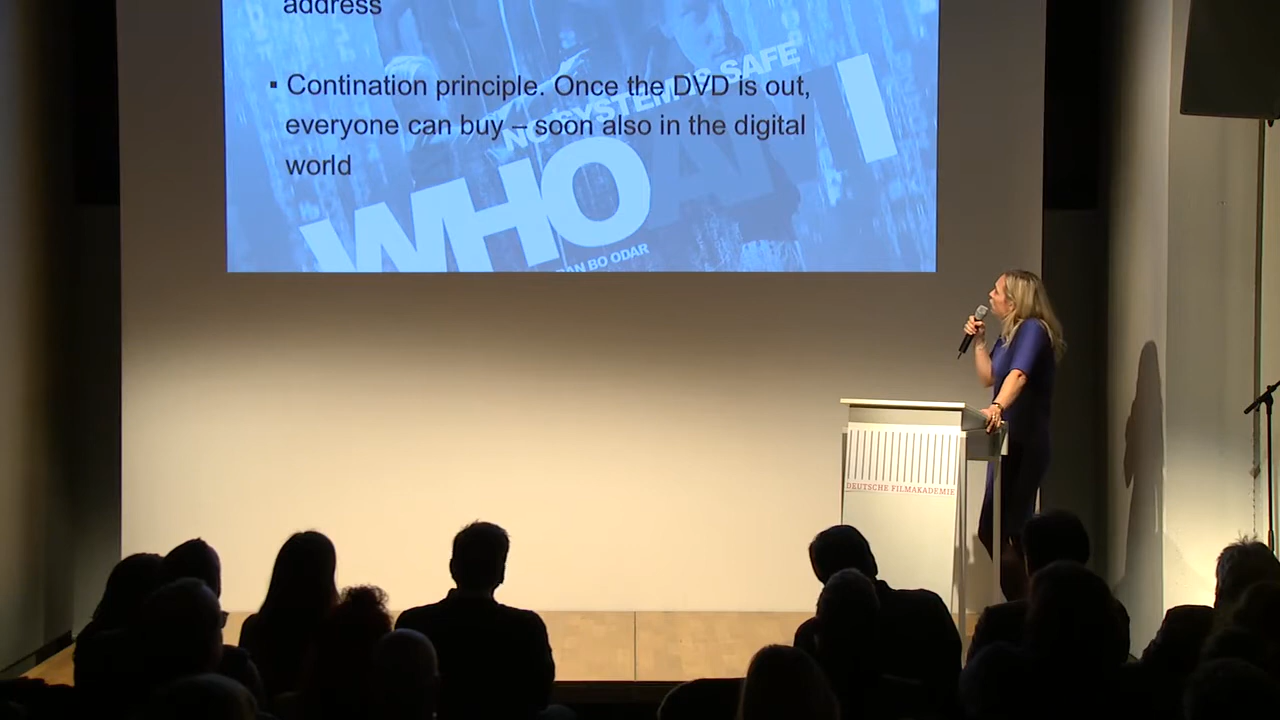 address
▪ Contination principle. Once the DVD is out,
everyone can buy – soon also in the digital
world
NO SYSTEM IS SAFE
WHO AM I
BO ODAR
DEUTSCHE FILMAKADEMIE